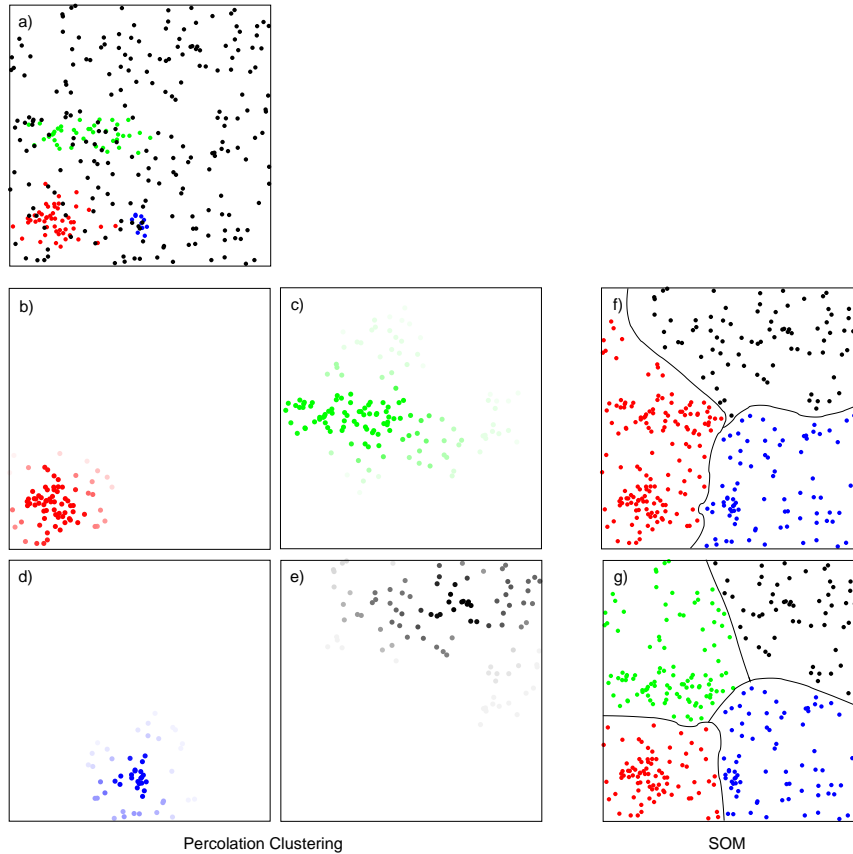 a)
b)
c)
f)
d)
e)
g)
Percolation Clustering
SOM